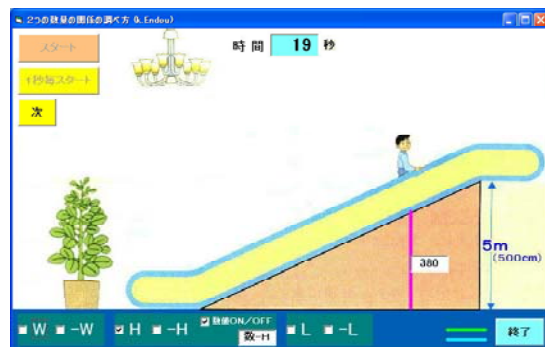 2つの数量の関係の調べ方 (k.Endou)
スタート
時間 19 秒
1秒毎スタート
次
5m
(500cm)
380
W -W H -H 数値ON/OFF L -L
数-H
終了